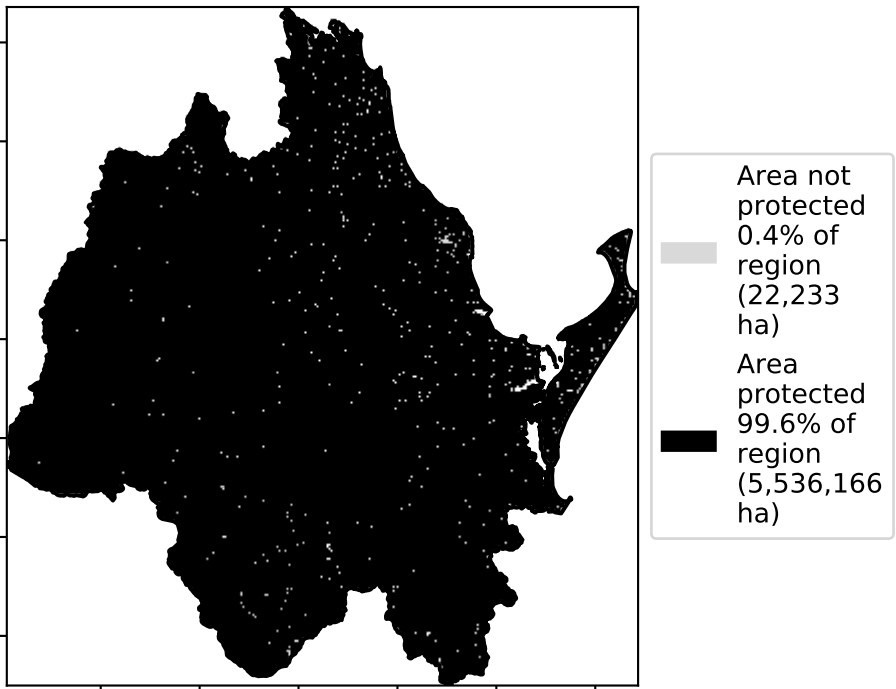 Area not
protected
0.4% of
region
(22,233
ha)
Area
protected
99.6% of
region
(5,536,166
ha)